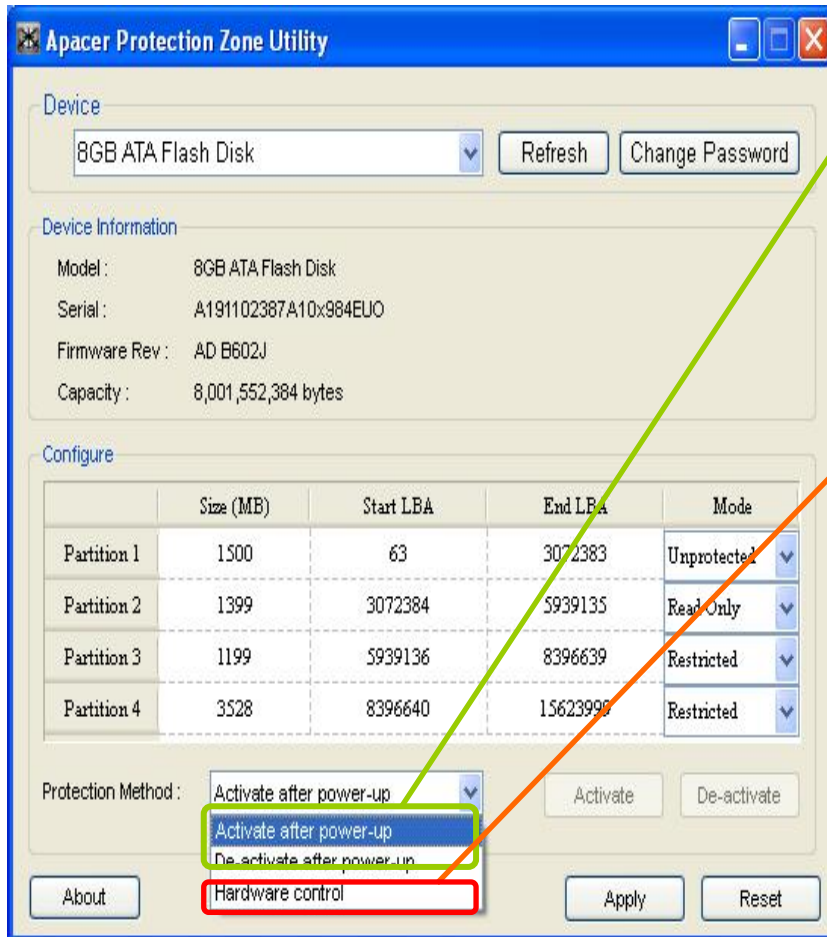 Apacer Protection Zone Utility
Device
8GB ATA Flash Disk
Refresh
Change Password
Device Information
Model : 8GB ATA Flash Disk
Serial : A191102387A10x984EUO
Firmware Rev : AD B602J
Capacity : 8,001,552,384 bytes
Configure
Size (MB) Start LBA End LBA Mode
Partition 1 1500 63 3072383 Unprotected
Partition 2 1399 3072384 5939135 Read Only
Partition 3 1199 5939136 8396639 Restricted
Partition 4 3528 8396640 15623999 Restricted
Protection Method : Activate after power-up Activate De-activate
Activate after power-up
De-activate after power-up
Hardware control
About Apply Reset